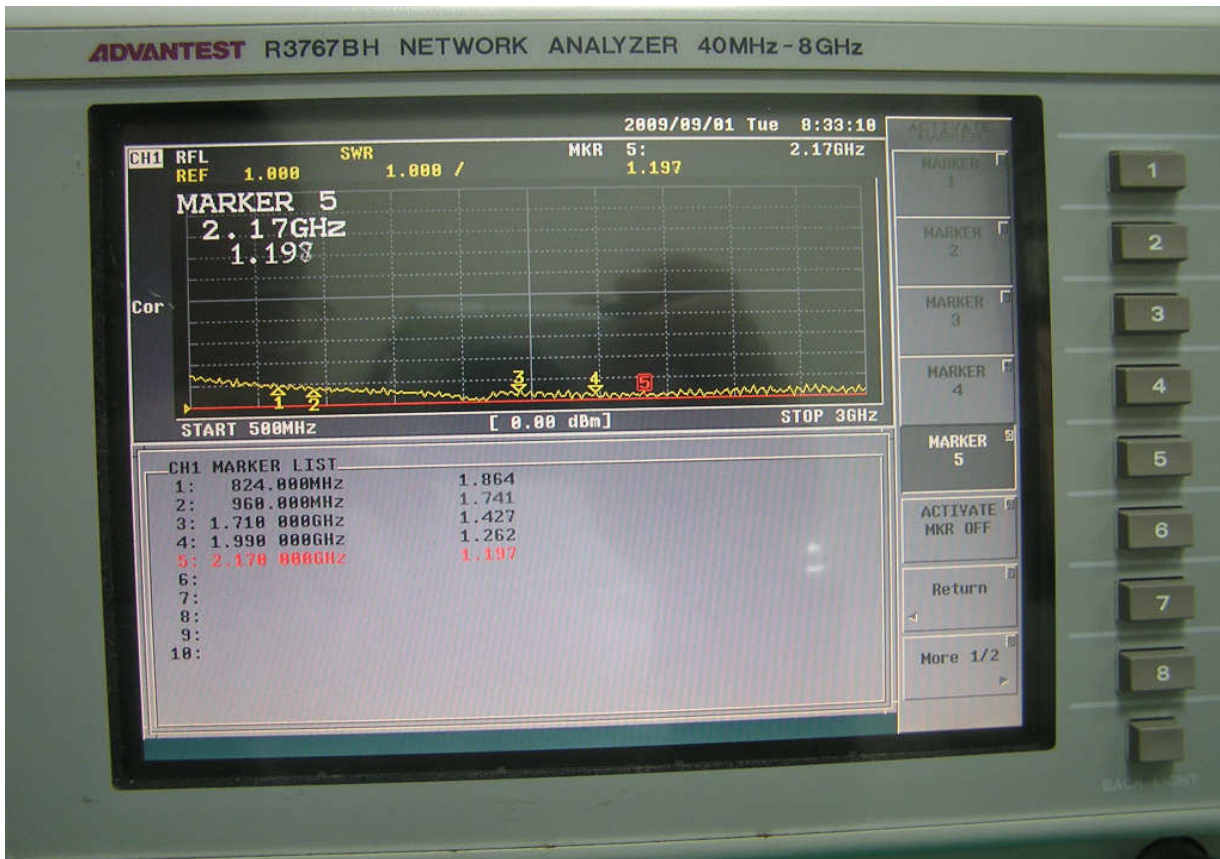 ADVANTEST R3767BH NETWORK ANALYZER 40MHz-8GHz
2009/09/01 Tue 8:33:10
CH1 RFL SWR MKR 5: 2.17GHz
REF 1.000 1.000 / 1.197
MARKER 5
2.17GHz
Cor
1 2 3 4 5
START 500MHz [ 0.00 dBm] STOP 3GHz
CH1 MARKER LIST
1: 824.000MHz 1.864
2: 960.000MHz 1.741
3: 1.710 000GHz 1.427
4: 1.990 000GHz 1.262
5: 2.170 000GHz 1.197
6:
7:
8:
9:
10:
ACTIVATE
MARKER
MARKER
1
MARKER
2
MARKER
3
MARKER
4
MARKER
5
ACTIVATE
MKR OFF
Return
More 1/2
1
2
3
4
5
6
7
8
BACK LIGHT